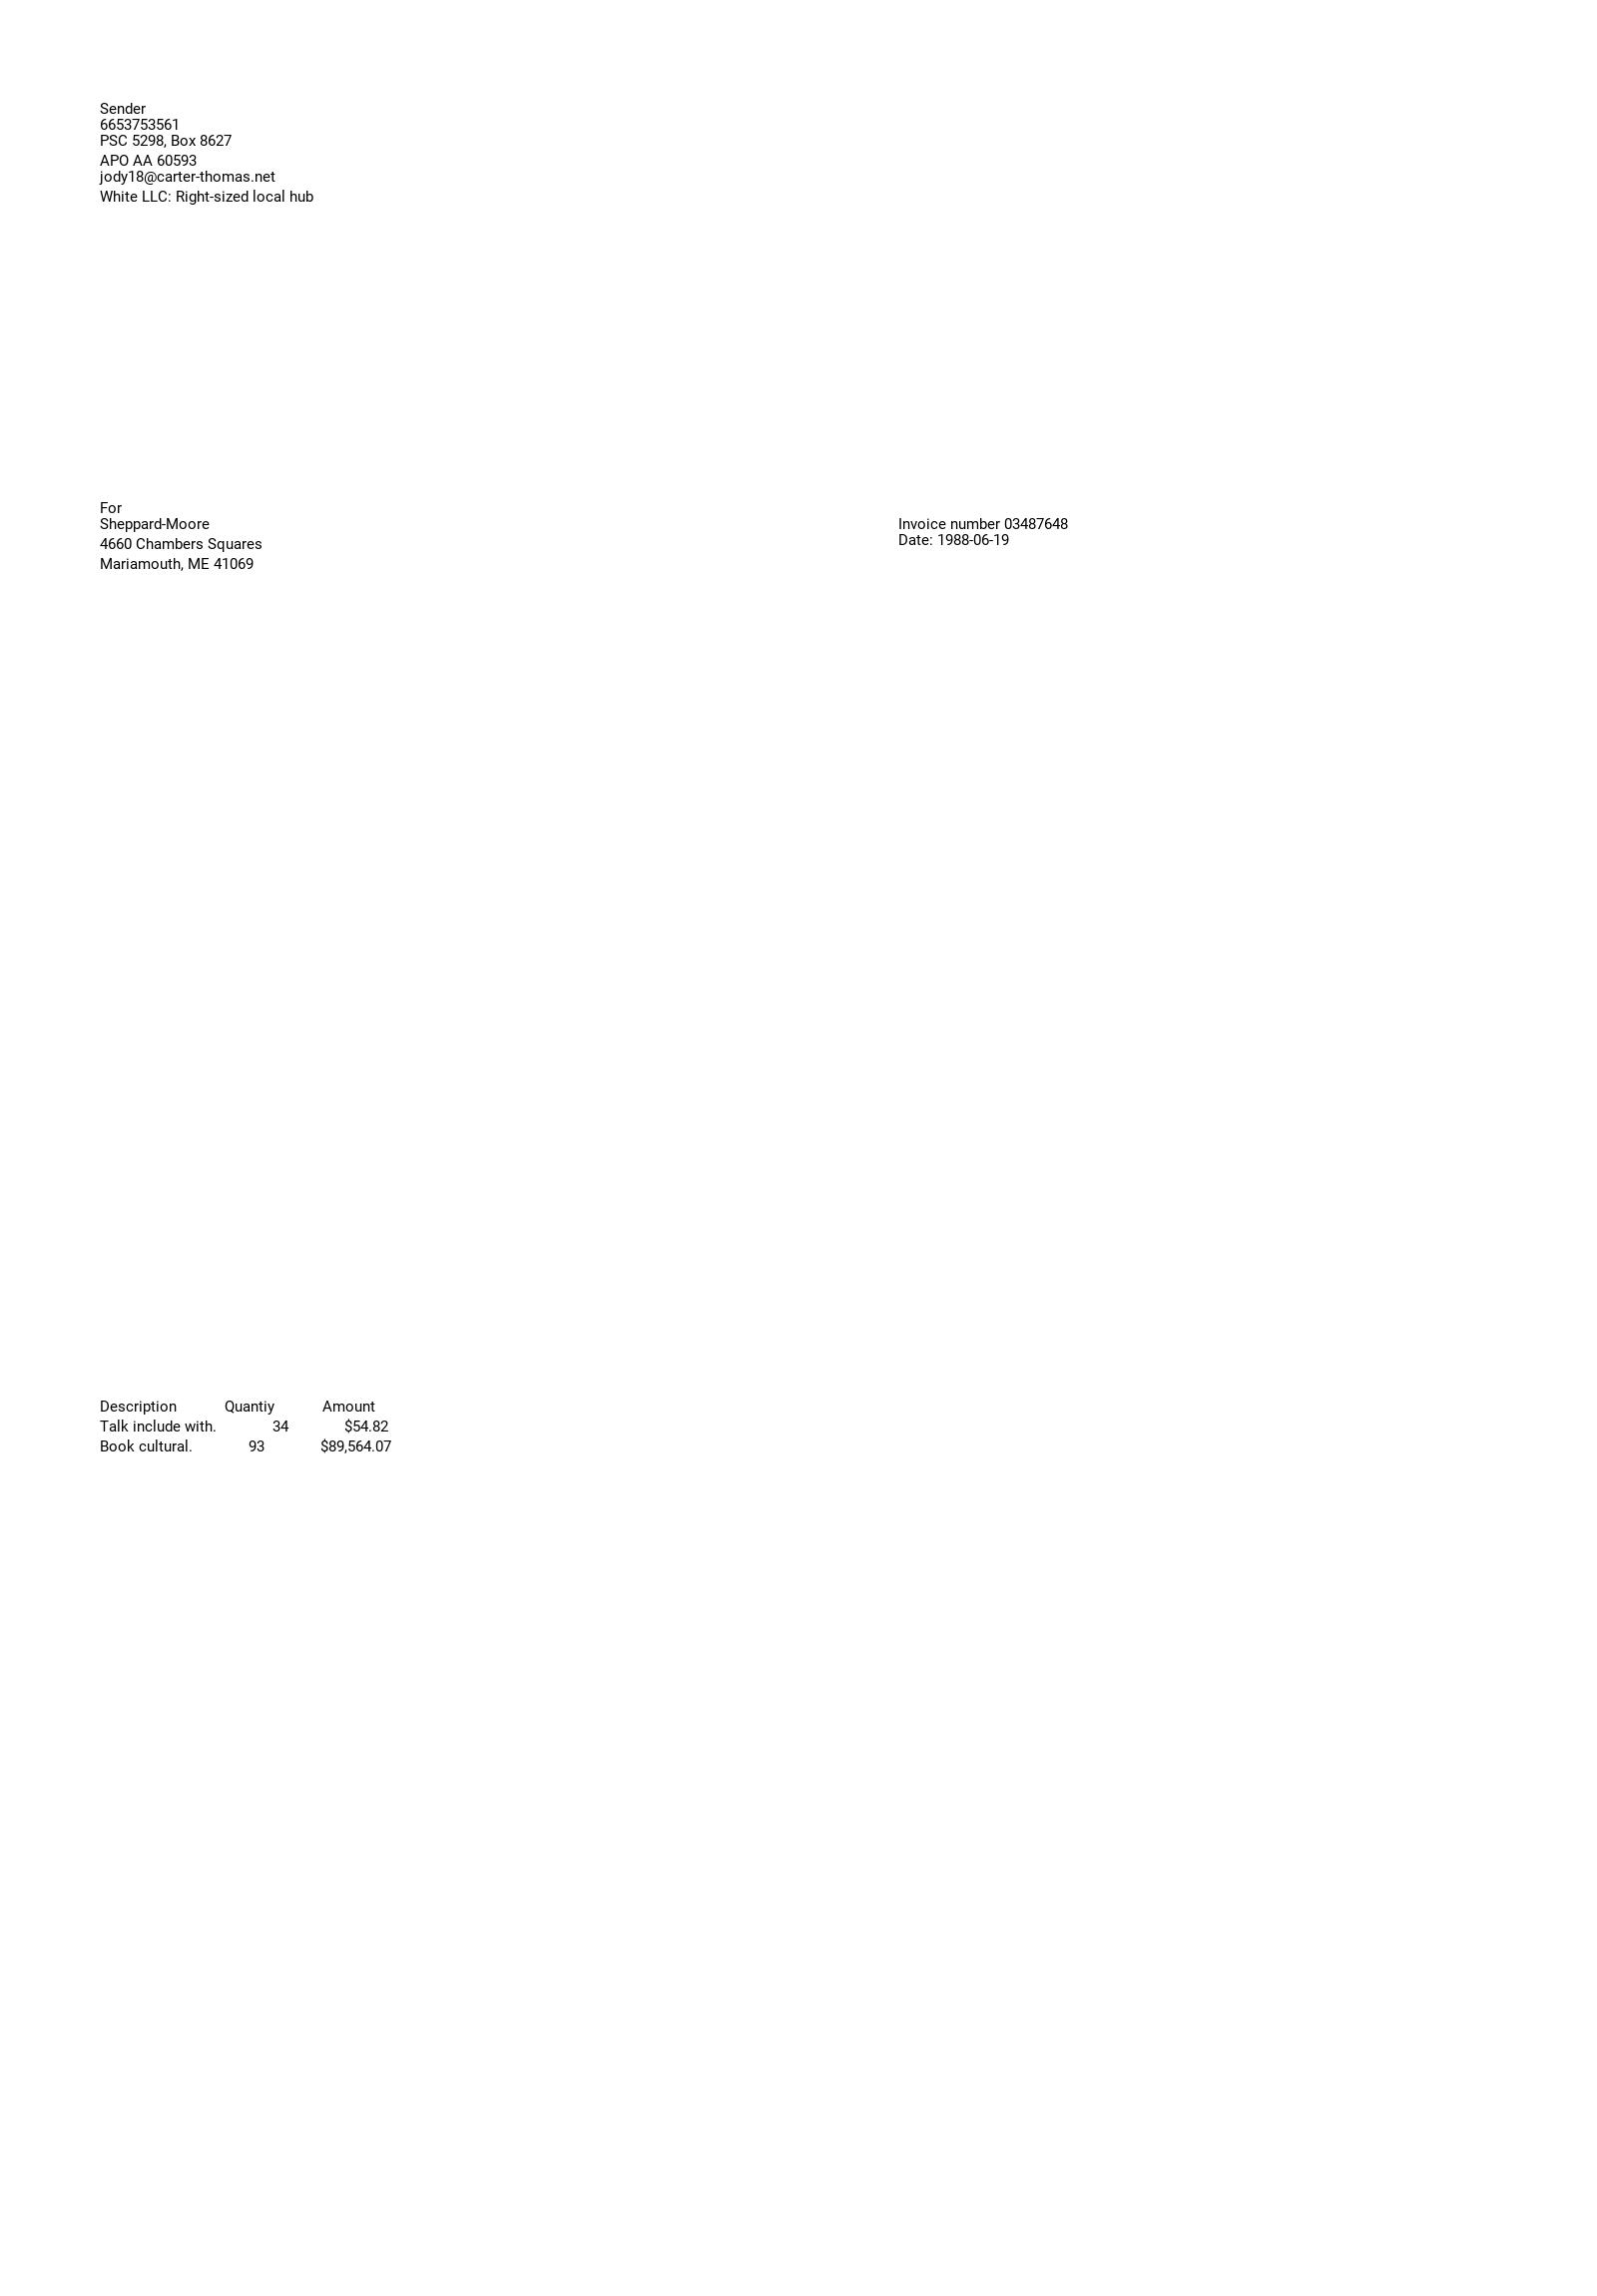 Sender
6653753561
PSC 5298, Box 8627
APO AA 60593
jody18@carter-thomas.net
White LLC: Right-sized local hub
For
Sheppard-Moore
4660 Chambers Squares
Mariamouth, ME 41069
Invoice number 03487648
Date: 1988-06-19
Description Quantiy Amount
Talk include with. 34 $54.82
Book cultural. 93 $89,564.07